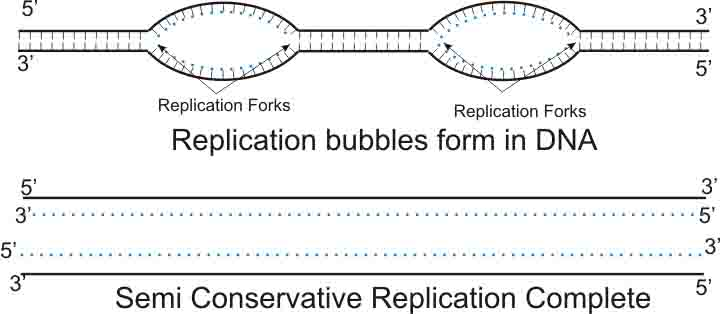 5’ 3’
3’ 5’
Replication Forks Replication Forks
Replication bubbles form in DNA
5’ 3’
3’ 5’
5’ 3’
3’ 5’
Semi Conservative Replication Complete